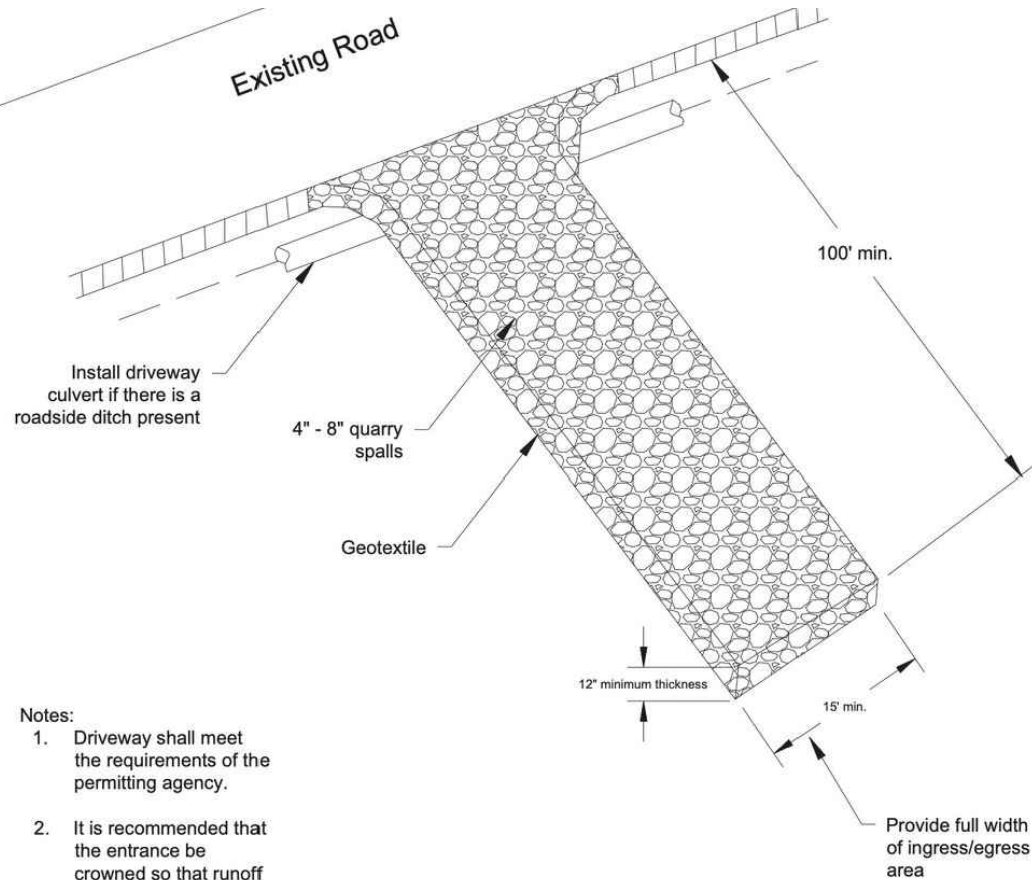 Existing Road
100' min.
Install driveway
culvert if there is a
roadside ditch present
4" - 8" quarry
spalls
Geotextile
12" minimum thickness
15' min.
Provide full width
of ingress/egress
area
Notes:
1. Driveway shall meet
the requirements of the
permitting agency.
2. It is recommended that
the entrance be
crowned so that runoff